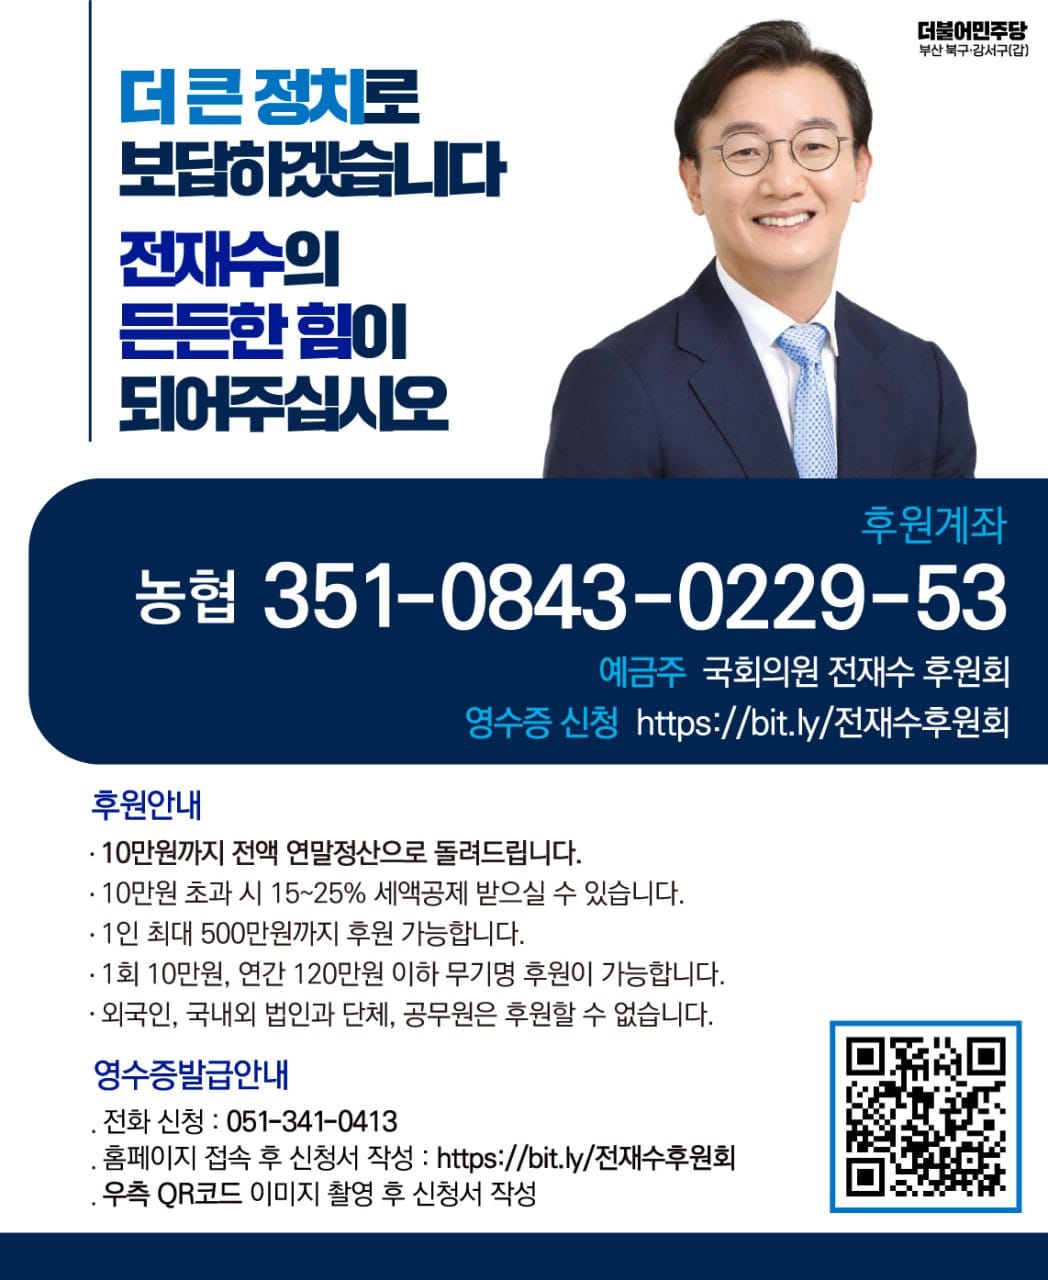 더불어민주당
부산 북구·강서구(갑)
더 큰 정치로
보답하겠습니다
전재수의
든든한 힘이
되어주십시오
후원계좌
농협 351-0843-0229-53
예금주 국회의원 전재수 후원회
영수증 신청 https://bit.ly/전재수후원회
후원안내
· 10만원까지 전액 연말정산으로 돌려드립니다.
· 10만원 초과 시 15~25% 세액공제 받으실 수 있습니다.
· 1인 최대 500만원까지 후원 가능합니다.
· 1회 10만원, 연간 120만원 이하 무기명 후원이 가능합니다.
· 외국인, 국내외 법인과 단체, 공무원은 후원할 수 없습니다.
영수증발급안내
. 전화 신청 : 051-341-0413
. 홈페이지 접속 후 신청서 작성 : https://bit.ly/전재수후원회
. 우측 QR코드 이미지 촬영 후 신청서 작성